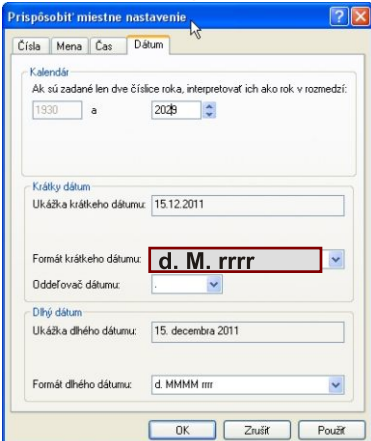 Prispôsobiť miestne nastavenie
Čísla Mena Čas Dátum
Kalendár
Ak sú zadané len dve číslice roka, interpretovať ich ako rok v rozmedzí:
1930 a 2029
Krátky dátum
Ukážka krátkeho dátumu: 15.12.2011
Formát krátkeho dátumu: d. M. rrrr
Oddeľovač dátumu: .
Dlhý dátum
Ukážka dlhého dátumu: 15. decembra 2011
Formát dlhého dátumu: d. MMMM rrrr
OK Zrušiť Použiť